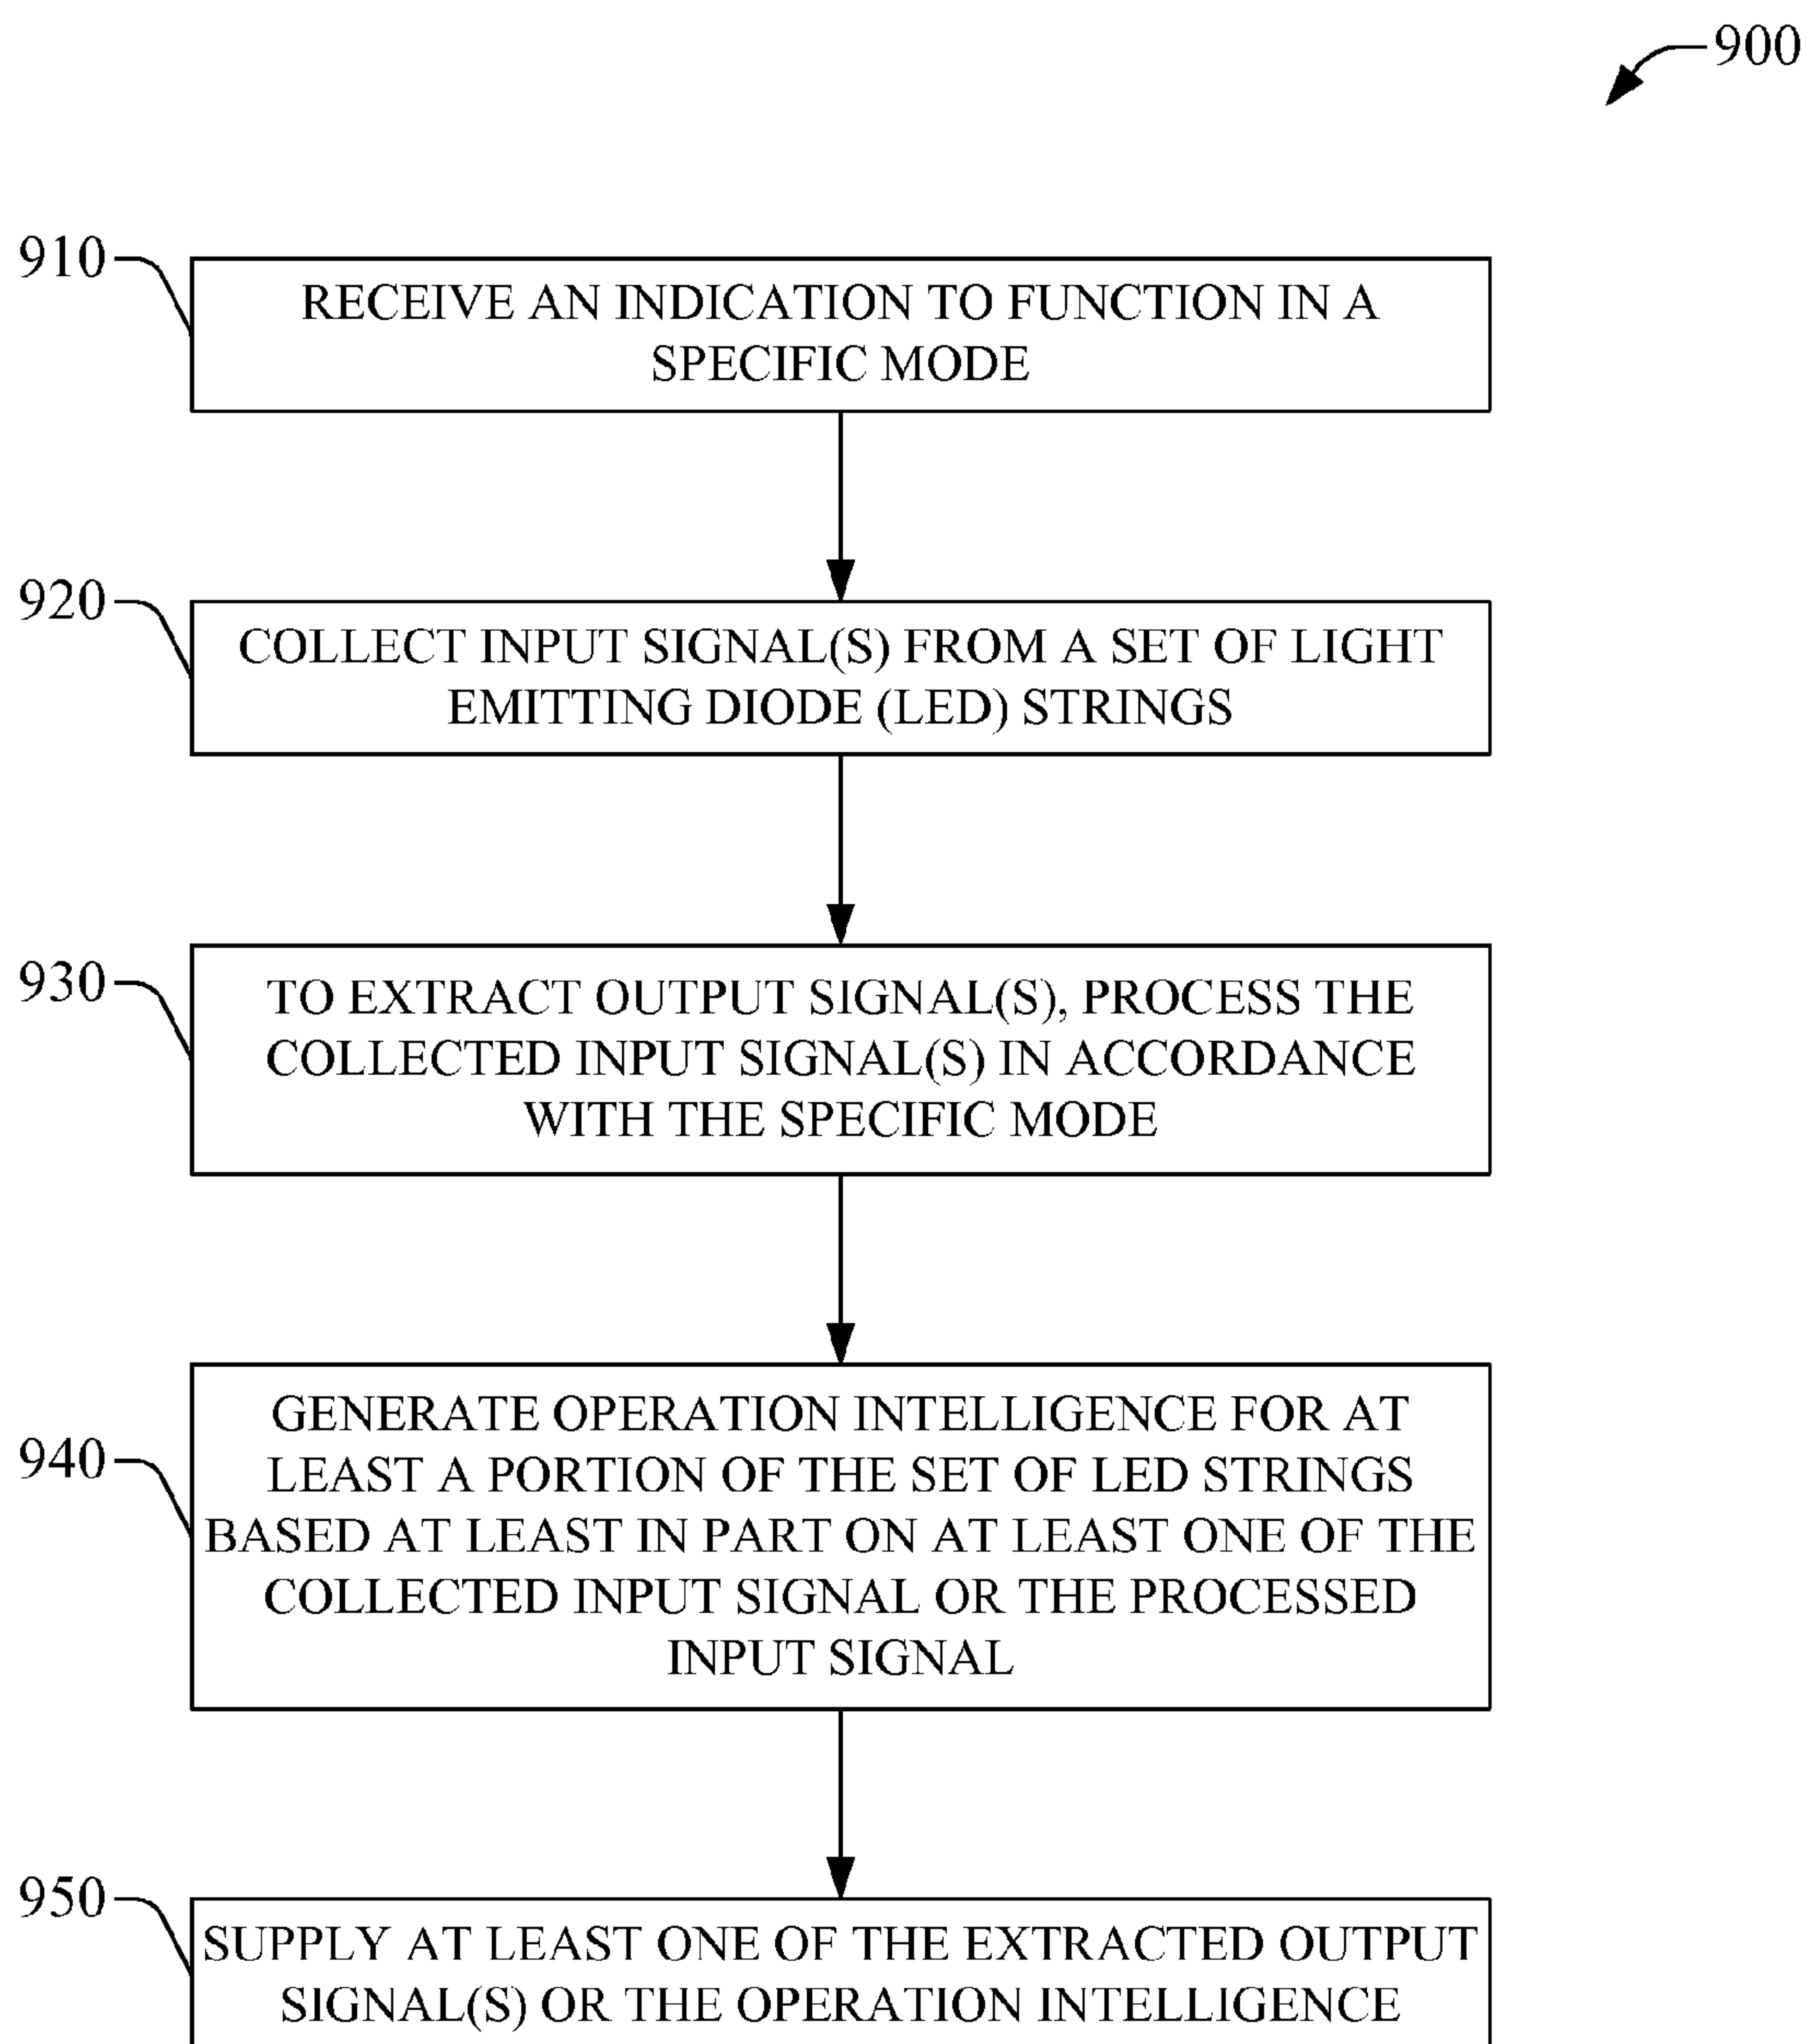 900
910
RECEIVE AN INDICATION TO FUNCTION IN A
SPECIFIC MODE
920
COLLECT INPUT SIGNAL(S) FROM A SET OF LIGHT
EMITTING DIODE (LED) STRINGS
930
TO EXTRACT OUTPUT SIGNAL(S), PROCESS THE
COLLECTED INPUT SIGNAL(S) IN ACCORDANCE
WITH THE SPECIFIC MODE
940
GENERATE OPERATION INTELLIGENCE FOR AT
LEAST A PORTION OF THE SET OF LED STRINGS
BASED AT LEAST IN PART ON AT LEAST ONE OF THE
COLLECTED INPUT SIGNAL OR THE PROCESSED
INPUT SIGNAL
950
SUPPLY AT LEAST ONE OF THE EXTRACTED OUTPUT
SIGNAL(S) OR THE OPERATION INTELLIGENCE